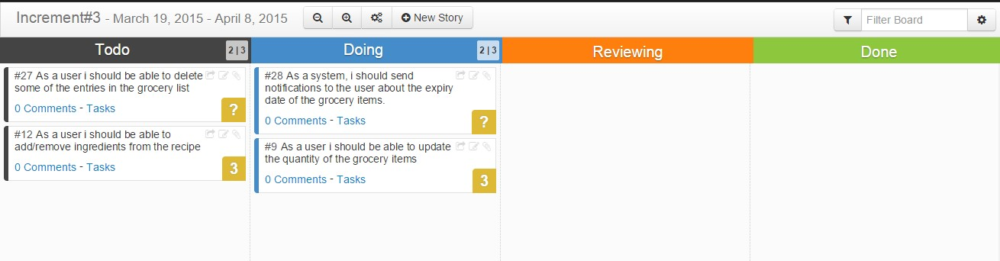 Increment#3 - March 19, 2015 - April 8, 2015
New Story
Filter Board
Todo
2 | 3
Doing
2 | 3
Reviewing
Done
#27 As a user i should be able to delete
some of the entries in the grocery list
0 Comments - Tasks
?
#12 As a user i should be able to
add/remove ingredients from the recipe
0 Comments - Tasks
3
#28 As a system, i should send
notifications to the user about the expiry
date of the grocery items.
0 Comments - Tasks
?
#9 As a user i should be able to update
the quantity of the grocery items
0 Comments - Tasks
3